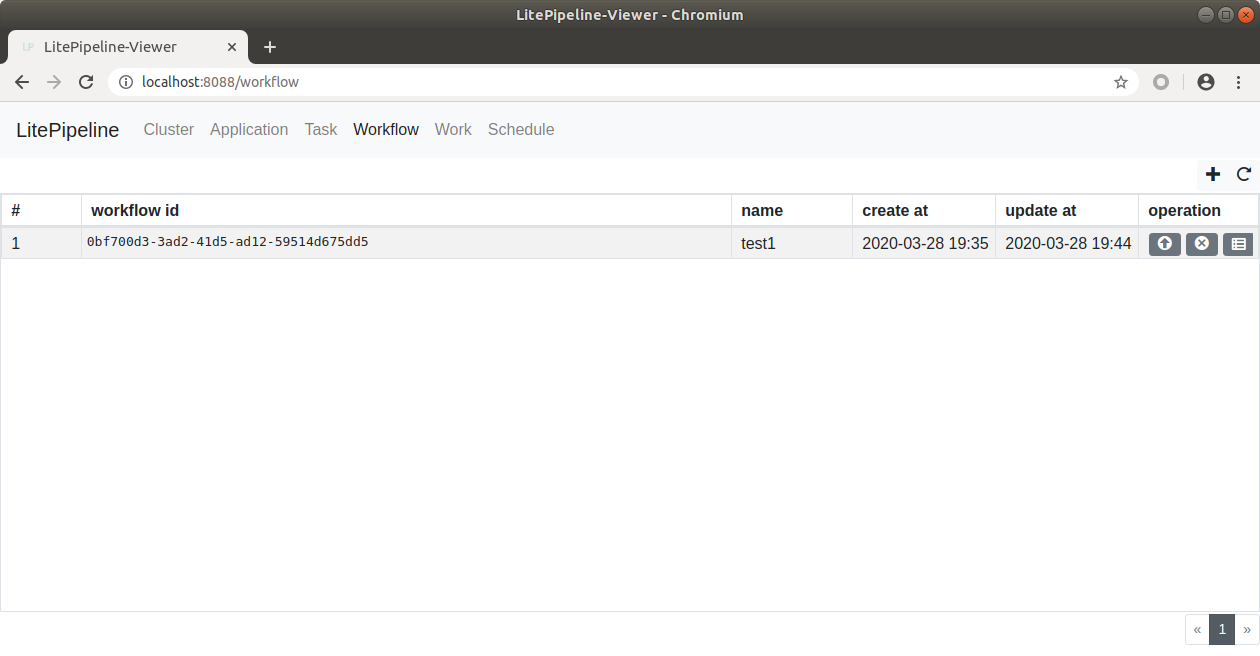 LitePipeline-Viewer - Chromium
LP LitePipeline-Viewer
localhost:8088/workflow
LitePipeline Cluster Application Task Workflow Work Schedule
# workflow id name create at update at operation
1 0bf700d3-3ad2-41d5-ad12-59514d675dd5 test1 2020-03-28 19:35 2020-03-28 19:44
« 1 »